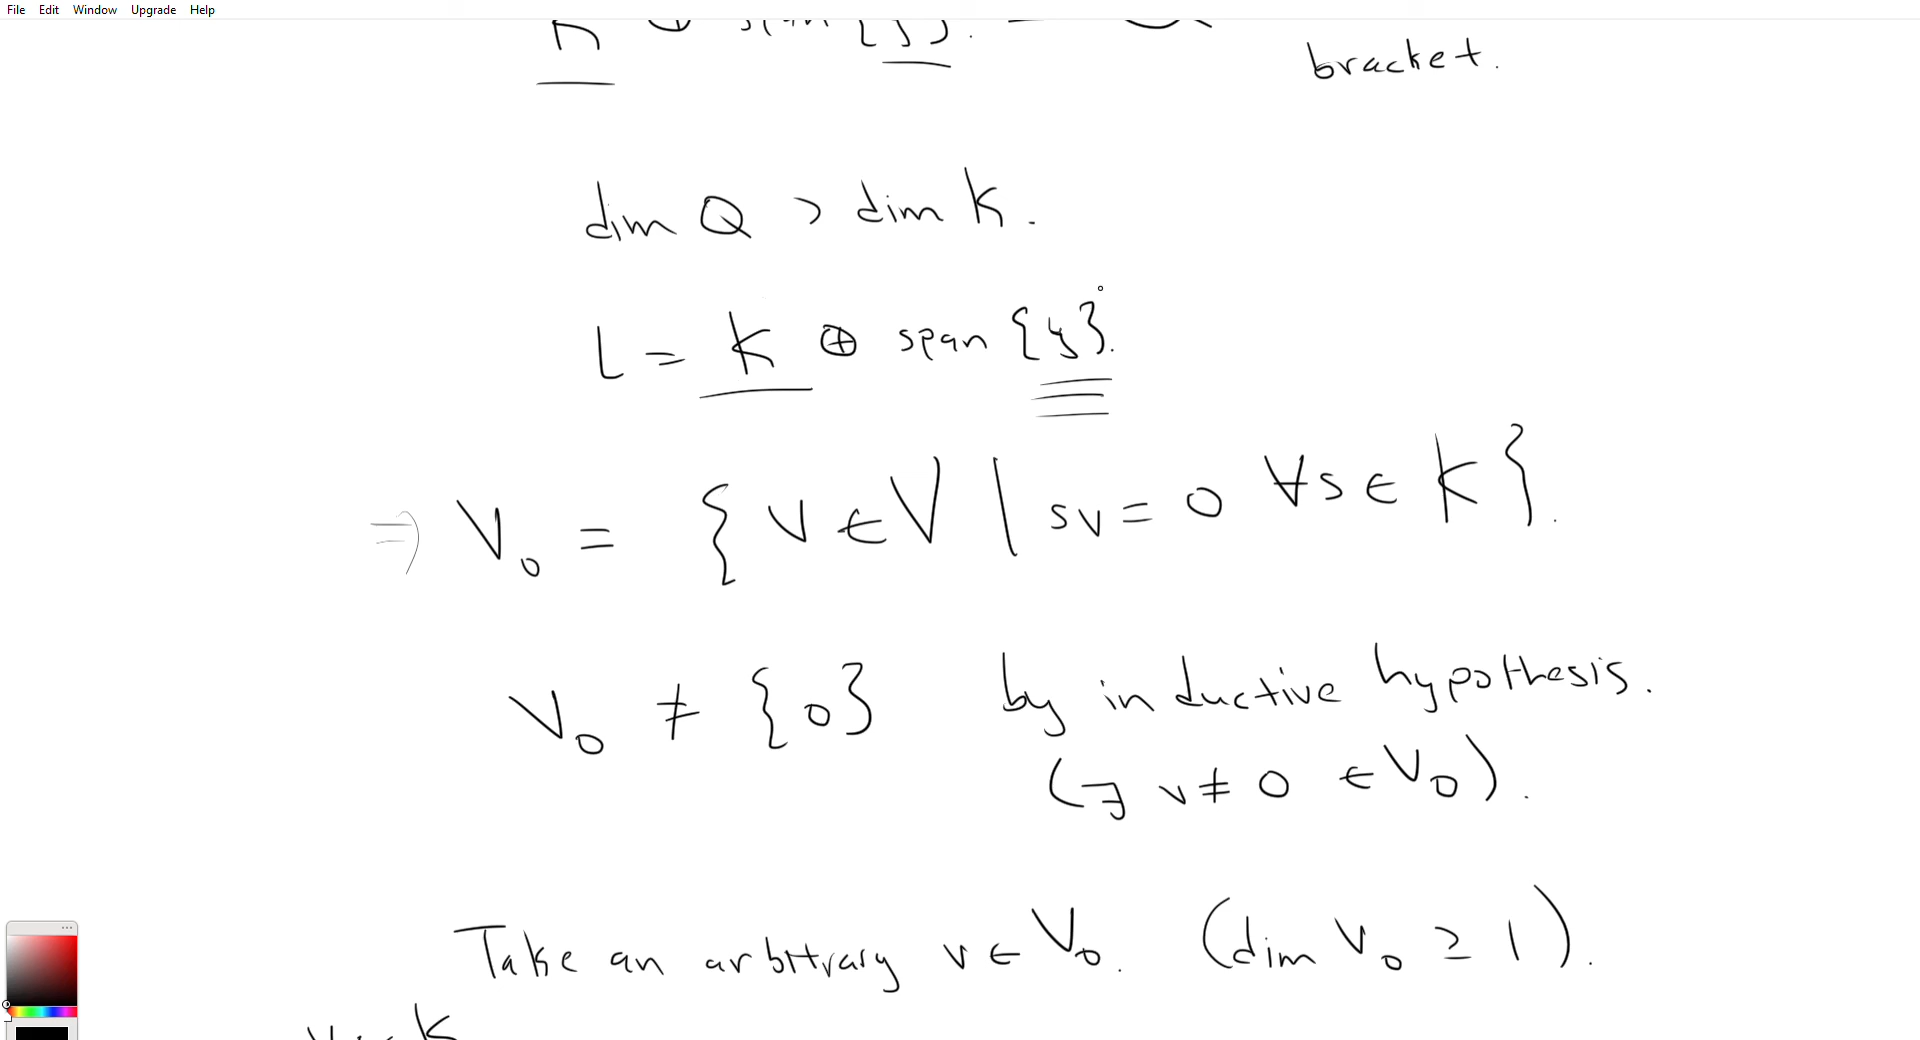 File Edit Window Upgrade Help
bracket.
dim Q > dim K.
L = K ⊕ span {y}.
⇒ V₀ = { v ∈ V | sv = 0 ∀s ∈ K }.
V₀ ≠ {0} by inductive hypothesis.
(∃ v ≠ 0 ∈ V₀).
Take an arbitrary v ∈ V₀. (dim V₀ ≥ 1).